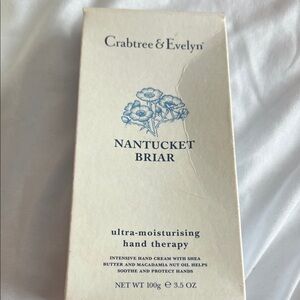 Crabtree & Evelyn
NANTUCKET
BRIAR
ultra-moisturising
hand therapy
INTENSIVE HAND CREAM WITH SHEA
BUTTER AND MACADAMIA NUT OIL HELPS
SOOTHE AND PROTECT HANDS
NET WT 100g ℮ 3.5 OZ